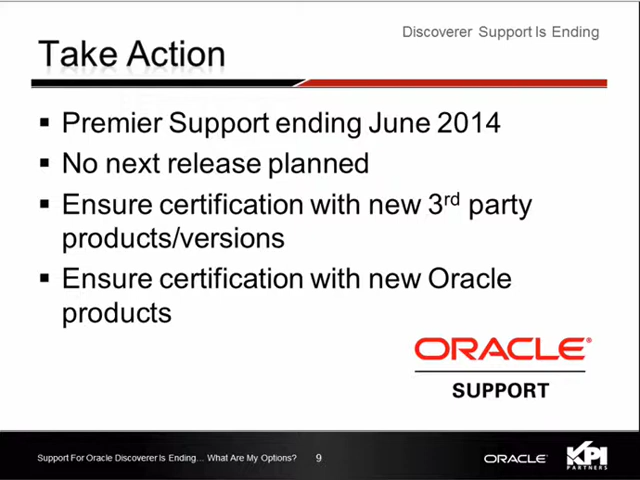 Discoverer Support Is Ending
Take Action
▪ Premier Support ending June 2014
▪ No next release planned
▪ Ensure certification with new 3rd party
products/versions
▪ Ensure certification with new Oracle
products
ORACLE®
SUPPORT
Support For Oracle Discoverer Is Ending... What Are My Options? 9
ORACLE
KPI
PARTNERS